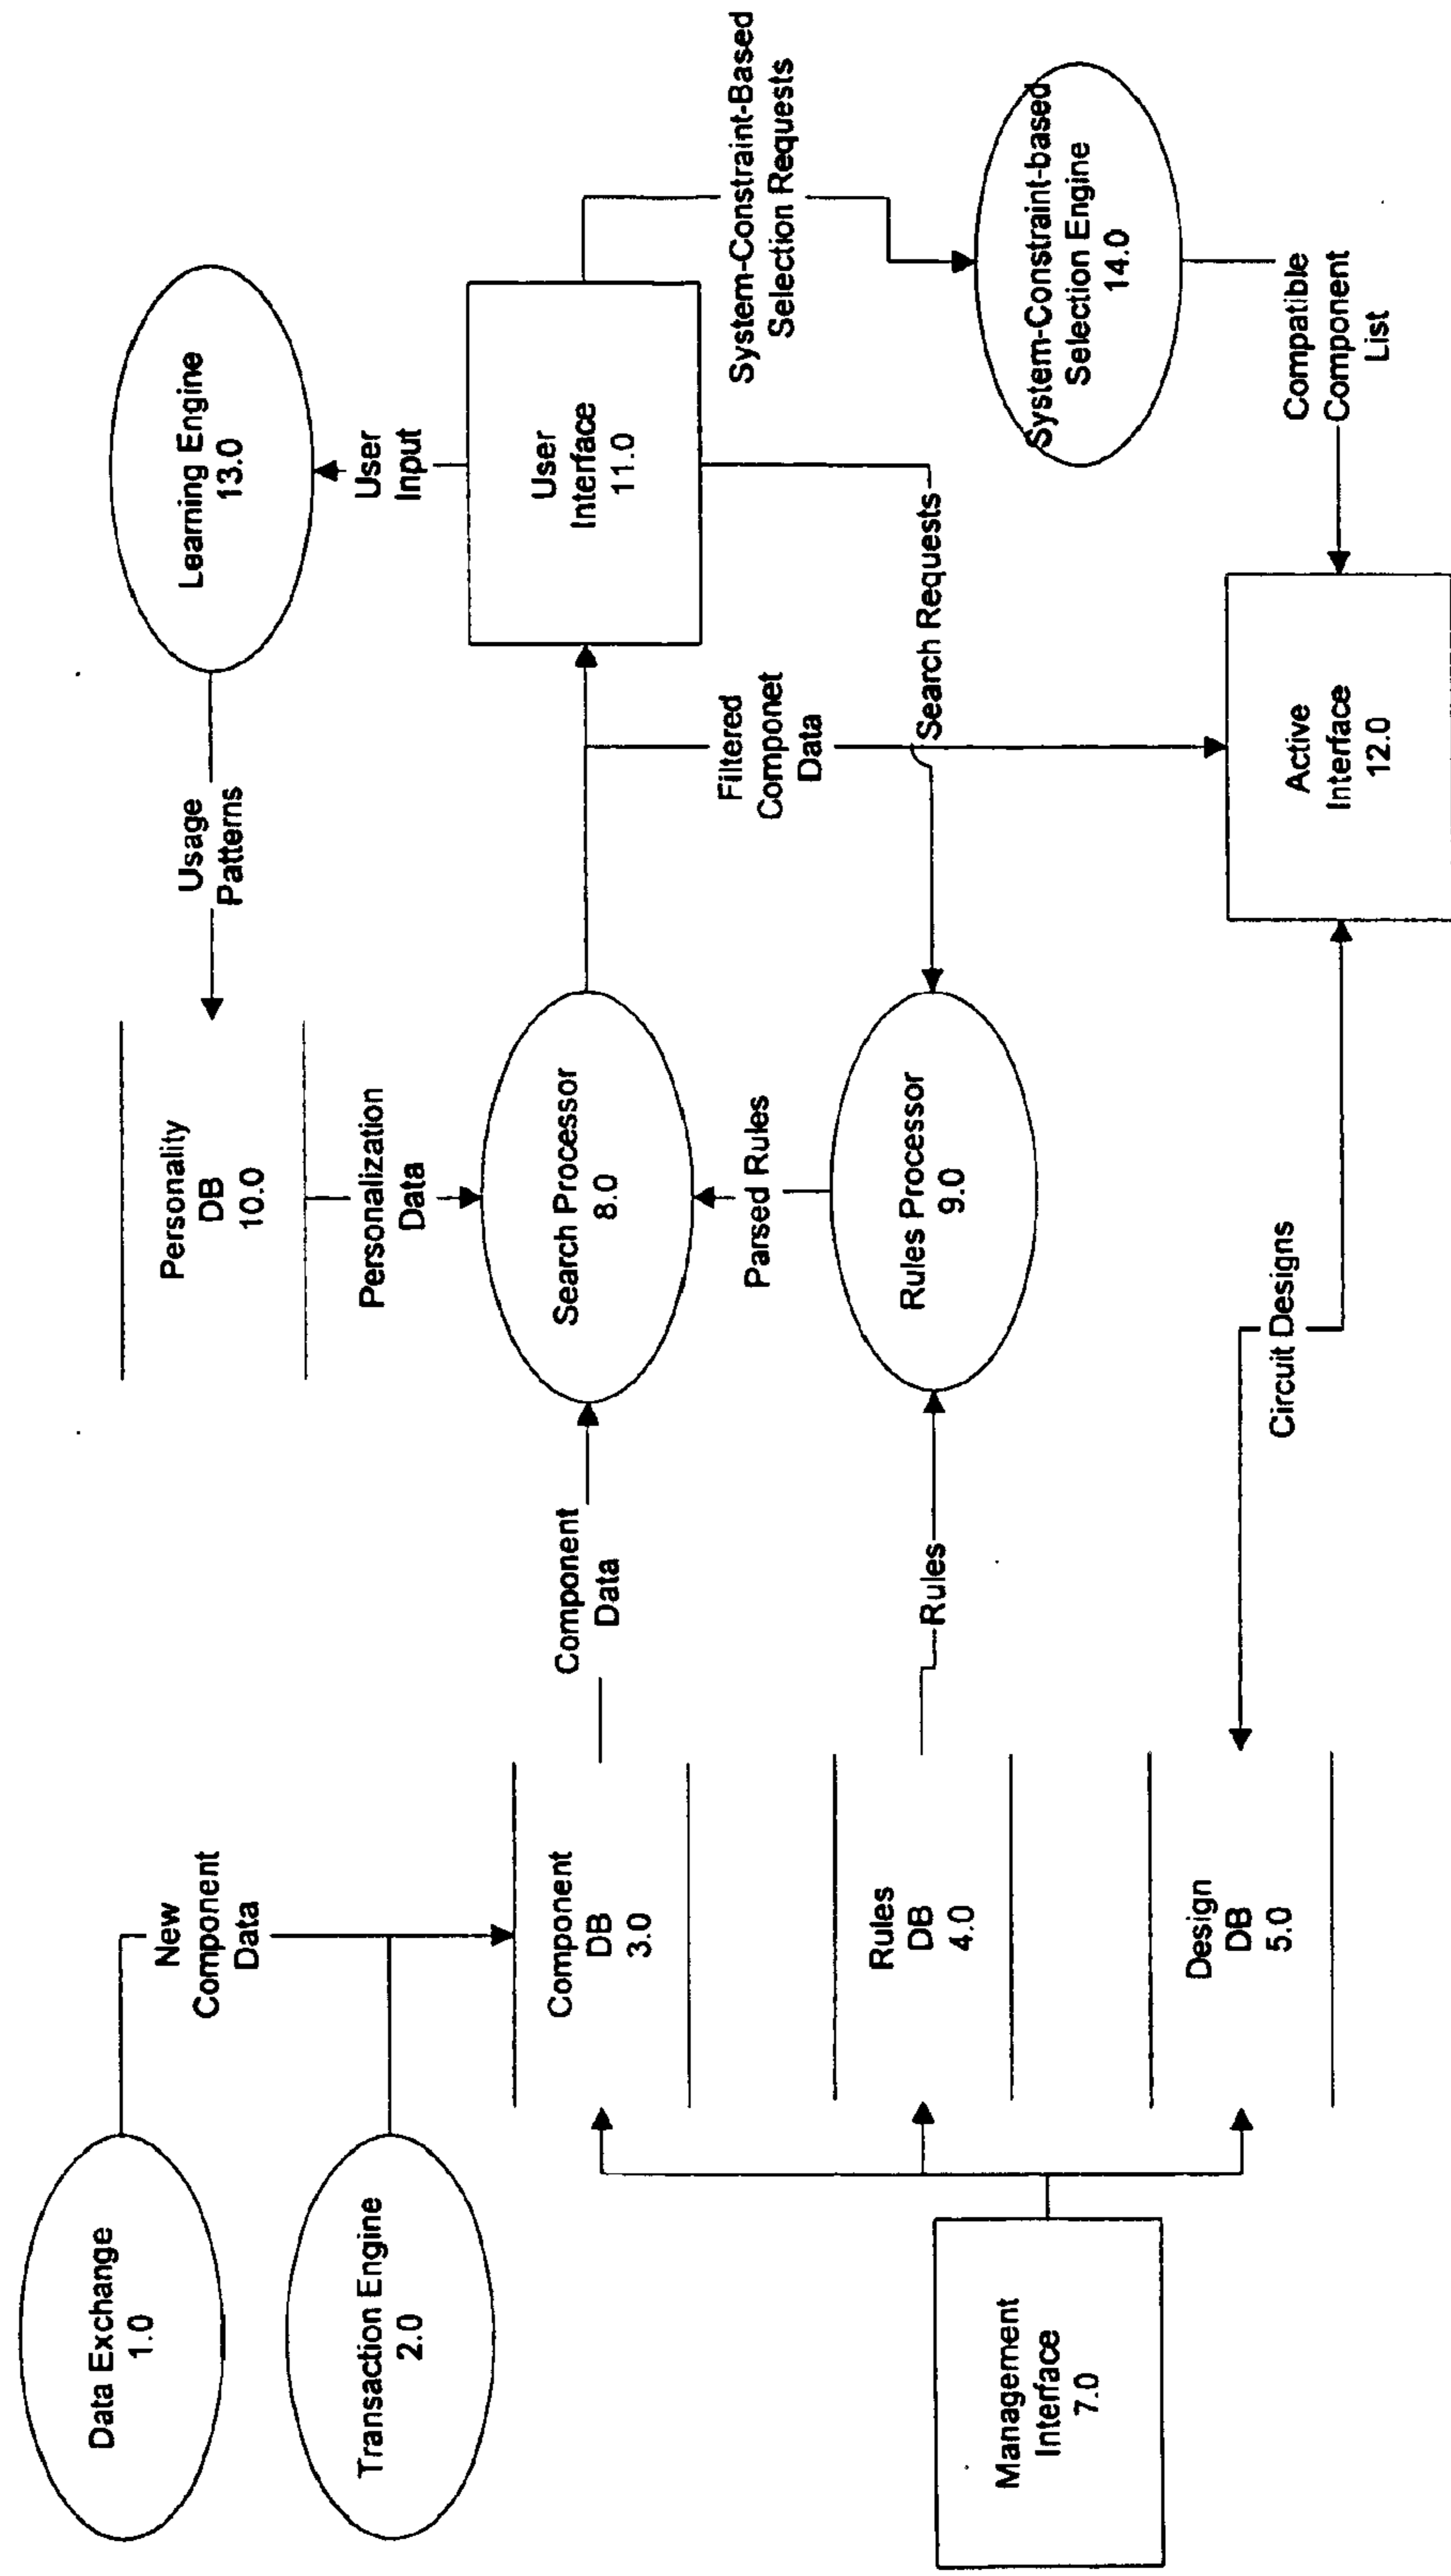 Data Exchange
1.0
Transaction Engine
2.0
New
Component
Data
Component
DB
3.0
Rules
DB
4.0
Design
DB
5.0
Management
Interface
7.0
Component
Data
Rules
Circuit Designs
Personality
DB
10.0
Personalization
Data
Search Processor
8.0
Parsed Rules
Rules Processor
9.0
Usage
Patterns
Filtered
Componet
Data
Search Requests
Learning Engine
13.0
User
Input
User
Interface
11.0
System-Constraint-Based
Selection Requests
System-Constraint-based
Selection Engine
14.0
Compatible
Component
List
Active
Interface
12.0